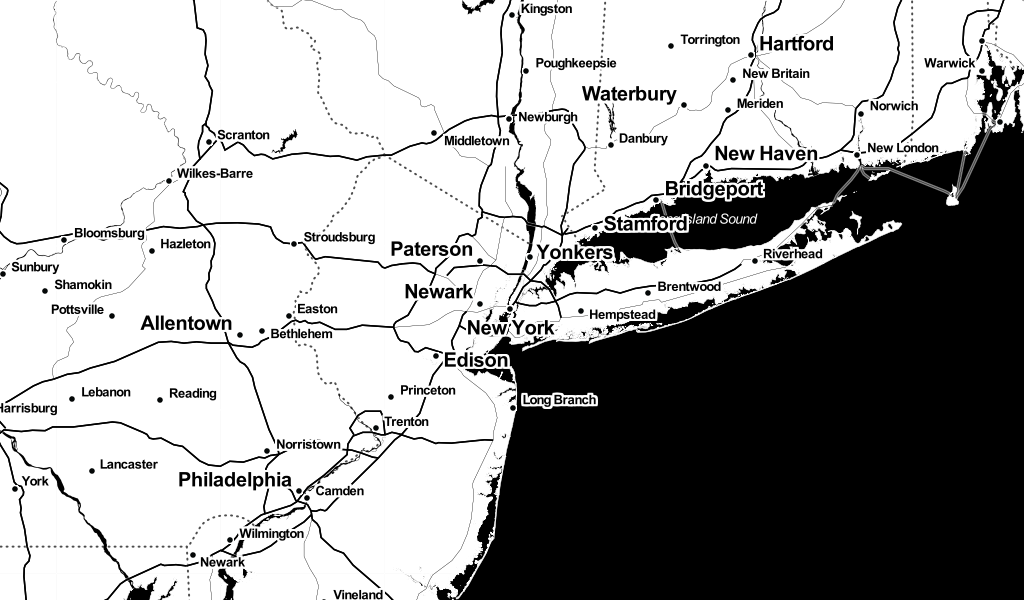 Kingston
Torrington
Hartford
Poughkeepsie
Warwick
New Britain
Waterbury
Meriden
Norwich
Newburgh
Scranton
Middletown
Danbury
New London
New Haven
Wilkes-Barre
Bridgeport
Island Sound
Stamford
Bloomsburg
Stroudsburg
Hazleton
Paterson
Yonkers
Riverhead
Sunbury
Shamokin
Newark
Brentwood
Pottsville
Easton
Hempstead
Allentown
Bethlehem
New York
Edison
Lebanon
Reading
Princeton
Long Branch
Harrisburg
Trenton
Norristown
Lancaster
York
Philadelphia
Camden
Wilmington
Newark
Vineland